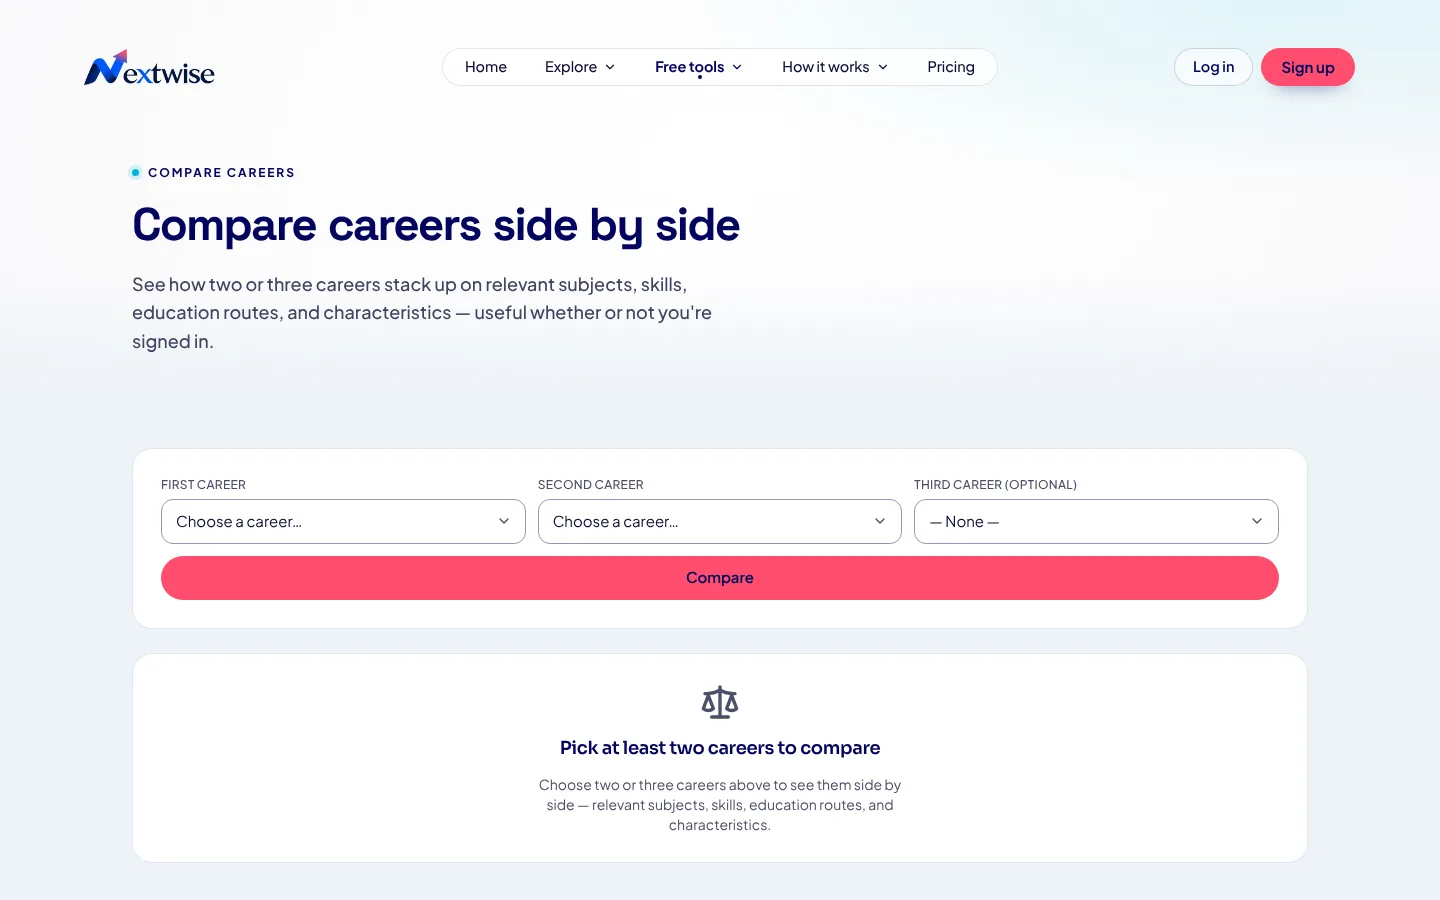 Nextwise
Home
Explore
Free tools
How it works
Pricing
Log in
Sign up
COMPARE CAREERS
Compare careers side by side
See how two or three careers stack up on relevant subjects, skills,
education routes, and characteristics — useful whether or not you're
signed in.
FIRST CAREER
SECOND CAREER
THIRD CAREER (OPTIONAL)
Choose a career...
Choose a career...
— None —
Compare
Pick at least two careers to compare
Choose two or three careers above to see them side by
side — relevant subjects, skills, education routes, and
characteristics.